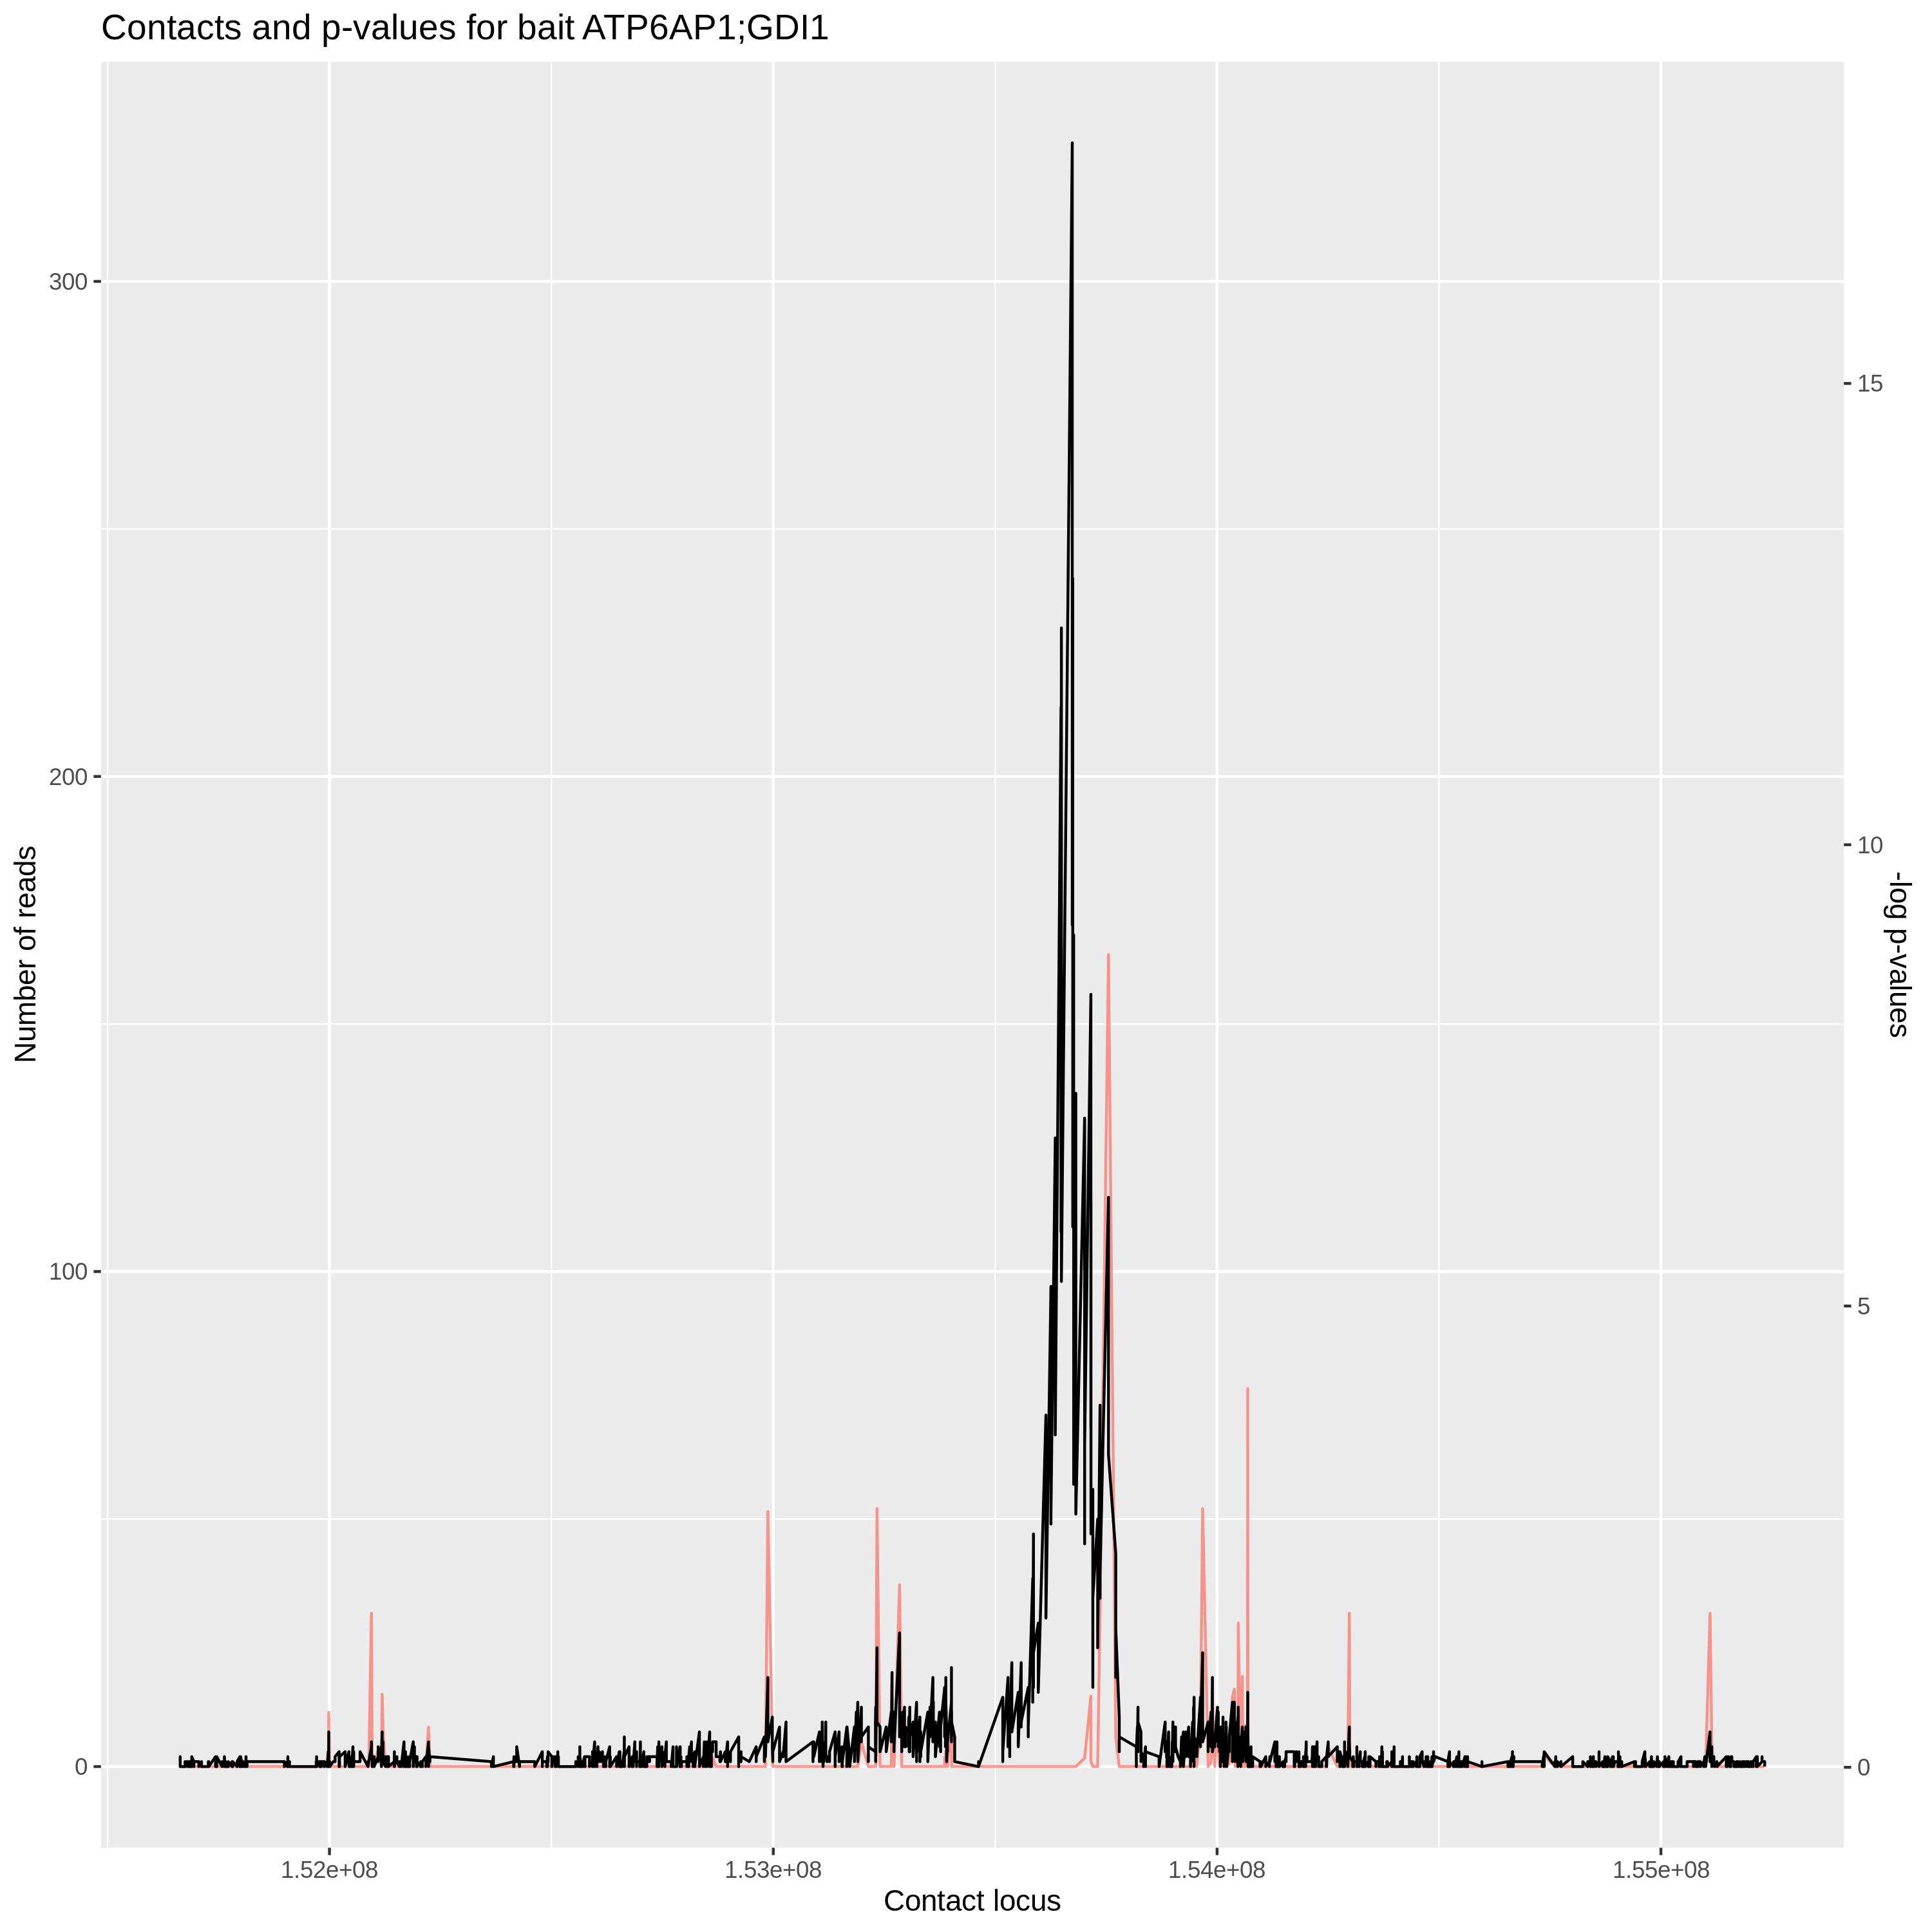 Contacts and p-values for bait ATP6AP1;GDI1
300
200
100
0
Number of reads
15
10
5
0
-log p-values
1.52e+08
1.53e+08
1.54e+08
1.55e+08
Contact locus